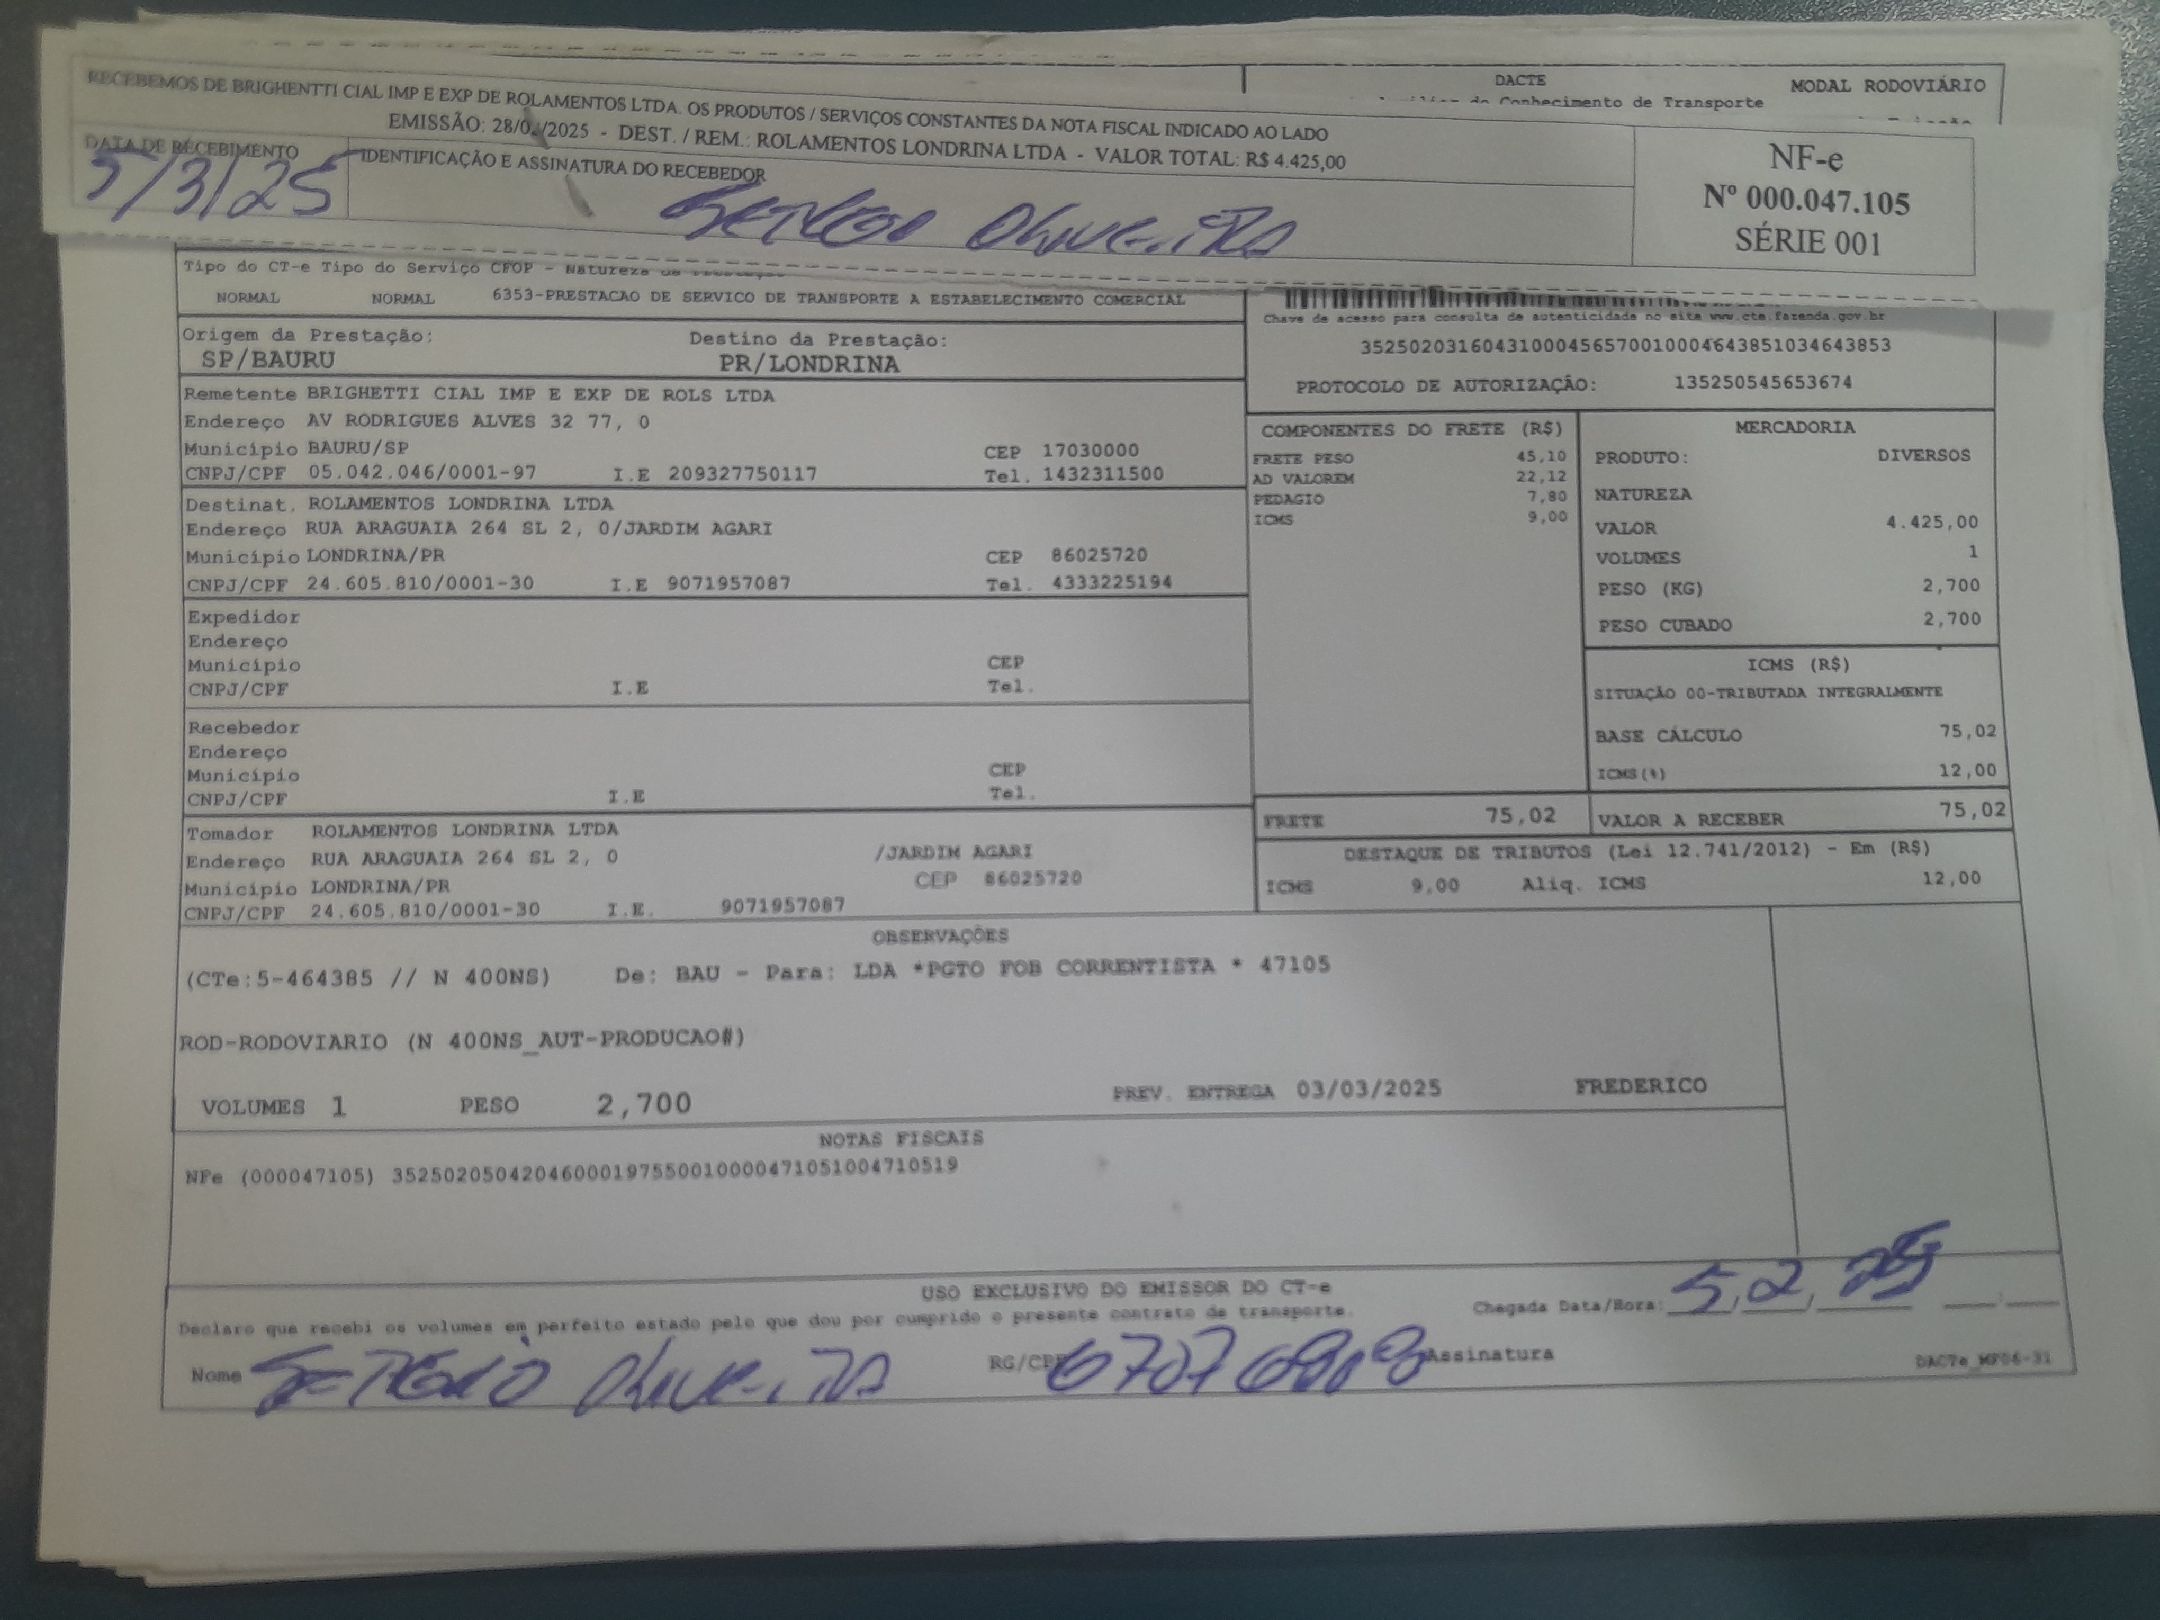 DACTE MODAL RODOVIÁRIO
do Conhecimento de Transporte
RECEBEMOS DE BRIGHENTTI CIAL IMP E EXP DE ROLAMENTOS LTDA. OS PRODUTOS / SERVIÇOS CONSTANTES DA NOTA FISCAL INDICADO AO LADO
EMISSÃO: 28/0 /2025 - DEST. / REM.: ROLAMENTOS LONDRINA LTDA - VALOR TOTAL: R$ 4.425,00
DATA DE RECEBIMENTO
5/3/25
IDENTIFICAÇÃO E ASSINATURA DO RECEBEDOR
Oliveira
NF-e
Nº 000.047.105
SÉRIE 001
Tipo do CT-e Tipo do Serviço CFOP - Natureza da
NORMAL NORMAL 6353-PRESTACAO DE SERVICO DE TRANSPORTE A ESTABELECIMENTO COMERCIAL
Origem da Prestação: Destino da Prestação:
SP/BAURU PR/LONDRINA
Chave de acesso para consulta de autenticidade no site www.cte.fazenda.gov.br
35250203160431000456570010004643851034643853
PROTOCOLO DE AUTORIZAÇÃO: 135250545653674
Remetente BRIGHETTI CIAL IMP E EXP DE ROLS LTDA
Endereço AV RODRIGUES ALVES 32 77, 0
Município BAURU/SP CEP 17030000
CNPJ/CPF 05.042.046/0001-97 I.E 209327750117 Tel. 1432311500
Destinat. ROLAMENTOS LONDRINA LTDA
Endereço RUA ARAGUAIA 264 SL 2, 0/JARDIM AGARI
Município LONDRINA/PR CEP 86025720
CNPJ/CPF 24.605.810/0001-30 I.E 9071957087 Tel. 4333225194
Expedidor
Endereço
Município CEP
CNPJ/CPF I.E Tel.
Recebedor
Endereço
Município CEP
CNPJ/CPF I.E Tel.
Tomador ROLAMENTOS LONDRINA LTDA
Endereço RUA ARAGUAIA 264 SL 2, 0 /JARDIM AGARI
Município LONDRINA/PR CEP 86025720
CNPJ/CPF 24.605.810/0001-30 I.E. 9071957087
COMPONENTES DO FRETE (R$)
FRETE PESO 45,10
AD VALOREM 22,12
PEDAGIO 7,80
ICMS 9,00
MERCADORIA
PRODUTO: DIVERSOS
NATUREZA
VALOR 4.425,00
VOLUMES 1
PESO (KG) 2,700
PESO CUBADO 2,700
ICMS (R$)
SITUAÇÃO 00-TRIBUTADA INTEGRALMENTE
BASE CÁLCULO 75,02
ICMS(%) 12,00
FRETE 75,02 VALOR A RECEBER 75,02
DESTAQUE DE TRIBUTOS (Lei 12.741/2012) - Em (R$)
ICMS 9,00 Aliq. ICMS 12,00
OBSERVAÇÕES
(CTe:5-464385 // N 400NS) De: BAU - Para: LDA *PGTO FOB CORRENTISTA * 47105
ROD-RODOVIARIO (N 400NS_AUT-PRODUCAO#)
VOLUMES 1 PESO 2,700 PREV. ENTREGA 03/03/2025 FREDERICO
NOTAS FISCAIS
NFe (000047105) 35250205042046000197550010000471051004710519
USO EXCLUSIVO DO EMISSOR DO CT-e
Declaro que recebi os volumes em perfeito estado pelo que dou por cumprido o presente contrato de transporte.
Chegada Data/Hora: 5, 2, 25
Nome Oliveira RG/CPF Assinatura
DACTe_MF06-31